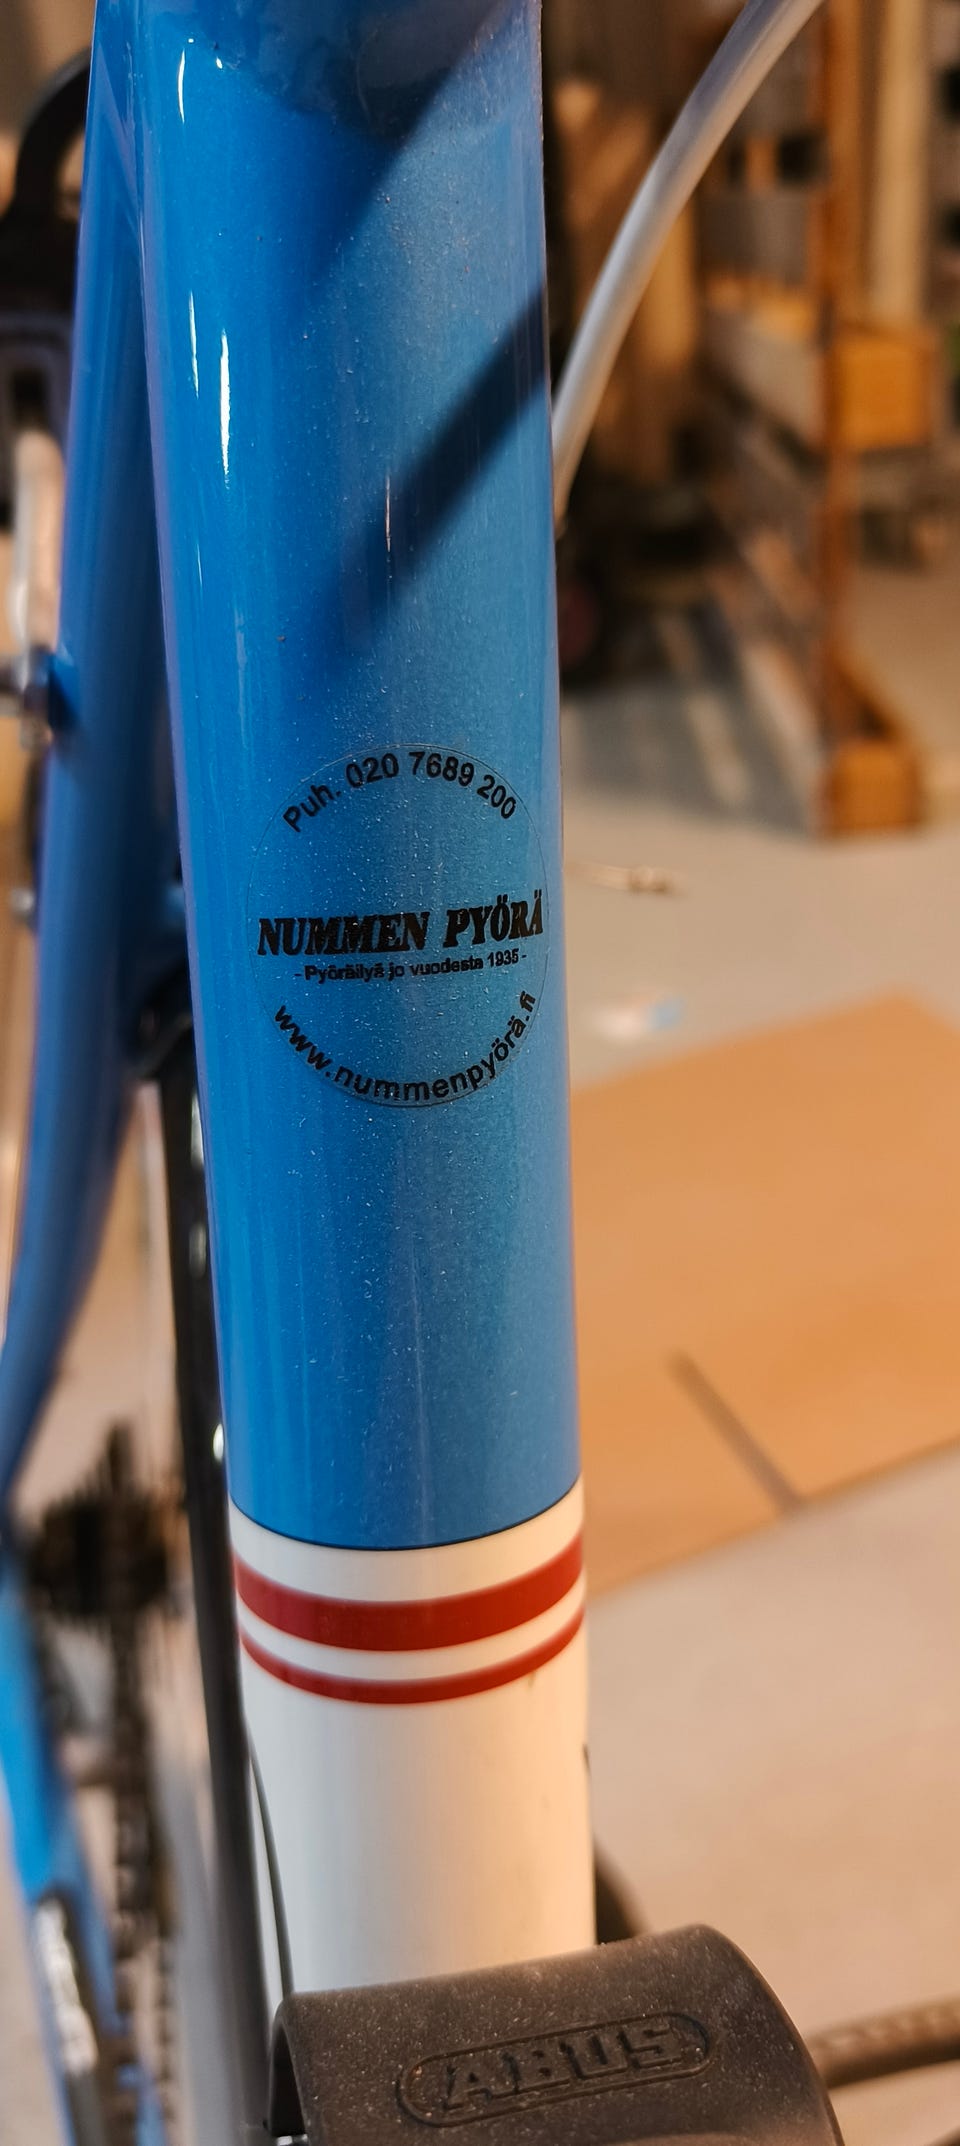 Puh. 020 7689 200
NUMMEN PYÖRÄ
- Pyöräilyä jo vuodesta 1935 -
www.nummenpyörä.fi
ABUS